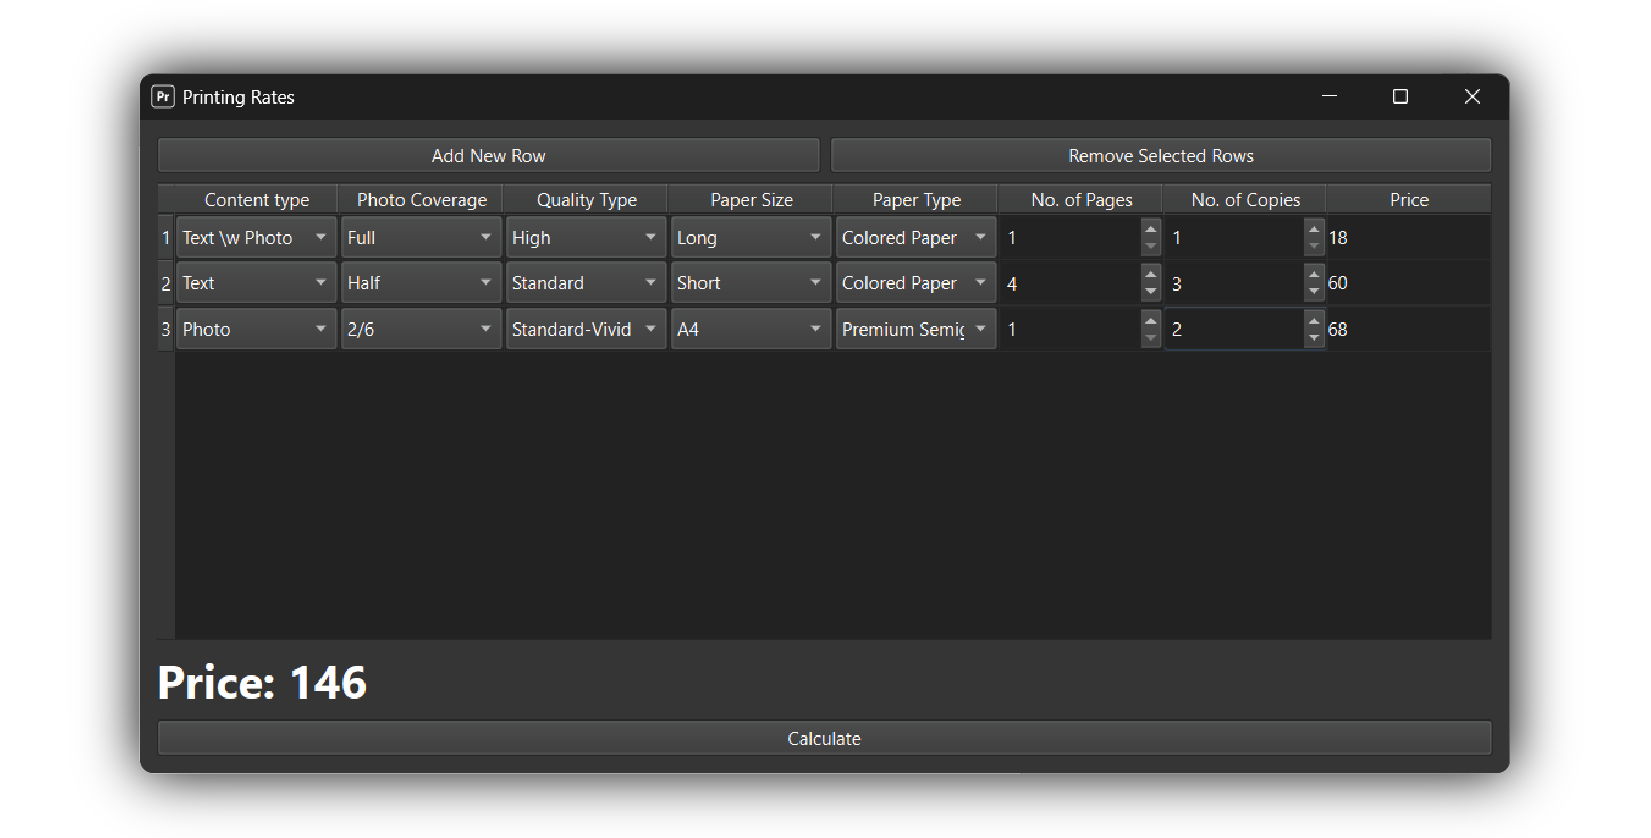 Pr Printing Rates
Add New Row Remove Selected Rows
Content type Photo Coverage Quality Type Paper Size Paper Type No. of Pages No. of Copies Price
1 Text \w Photo Full High Long Colored Paper 1 1 18
2 Text Half Standard Short Colored Paper 4 3 60
3 Photo 2/6 Standard-Vivid A4 Premium 1 2 68
Price: 146
Calculate